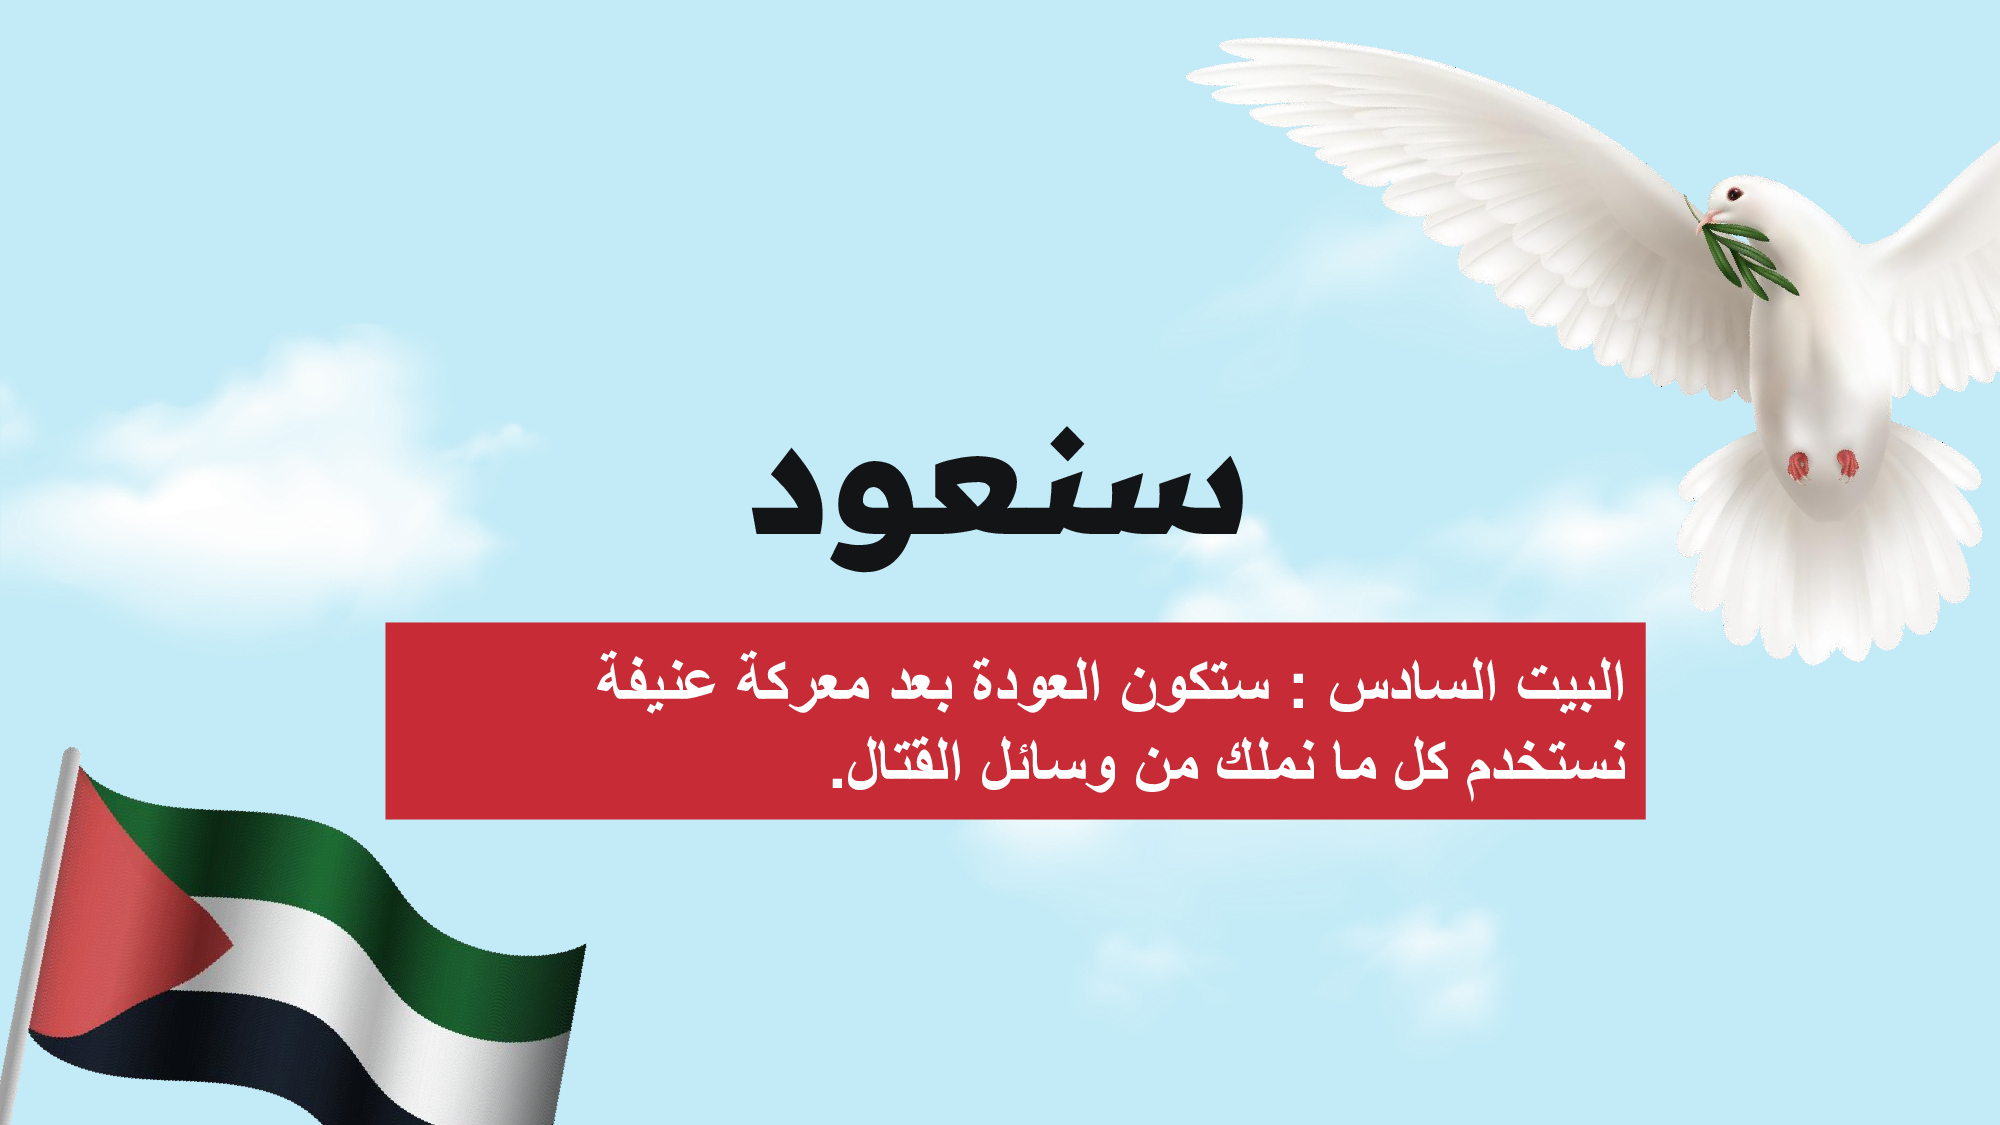 سنعود
البيت السادس : ستكون العودة بعد معركة عنيفة
نستخدم كل ما نملك من وسائل القتال.